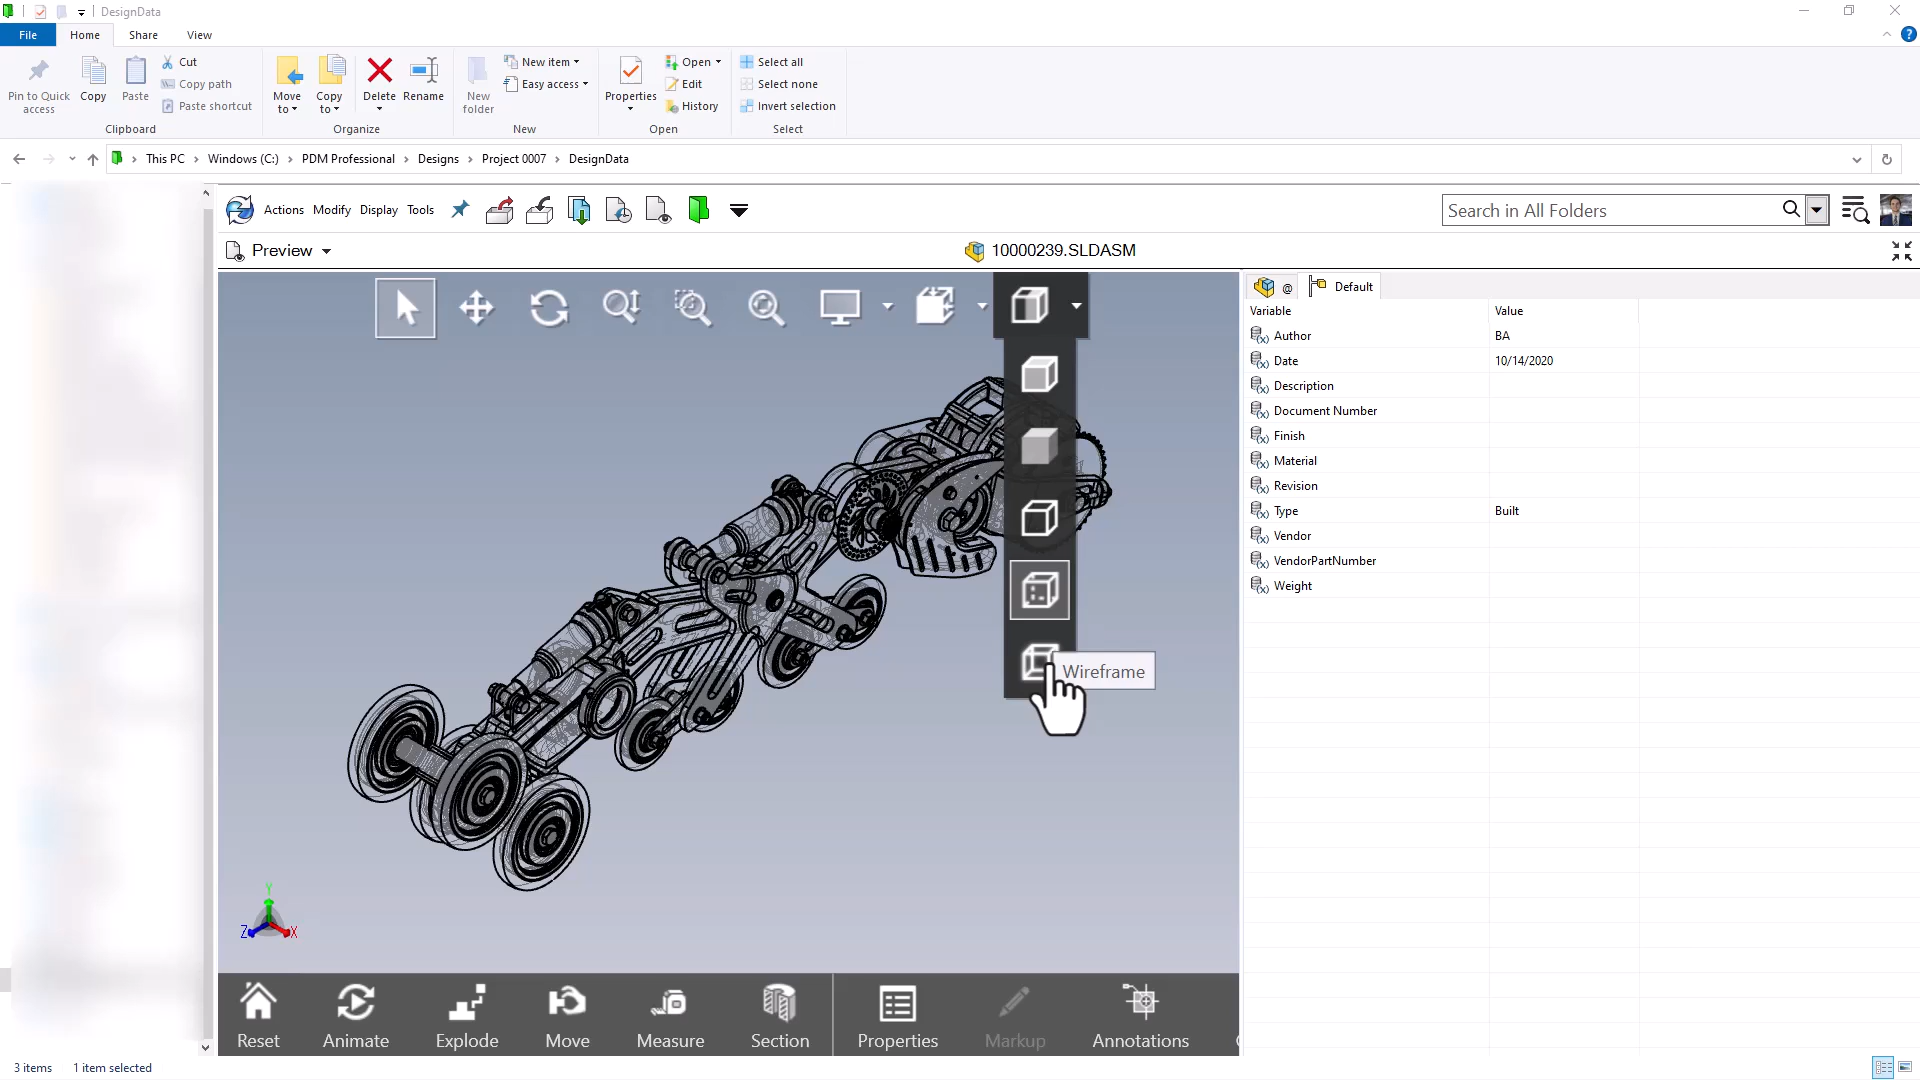 DesignData
File Home Share View
Pin to Quick access
Copy
Paste
Cut
Copy path
Paste shortcut
Clipboard
Move to
Copy to
Delete
Rename
Organize
New folder
New item
Easy access
New
Properties
Open
Edit
History
Open
Select all
Select none
Invert selection
Select
This PC > Windows (C:) > PDM Professional > Designs > Project 0007 > DesignData
Actions Modify Display Tools
Search in All Folders
Preview
10000239.SLDASM
@ Default
Variable Value
Author BA
Date 10/14/2020
Description
Document Number
Finish
Material
Revision
Type Built
Vendor
VendorPartNumber
Weight
Wireframe
Y
Z X
Reset Animate Explode Move Measure Section Properties Markup Annotations
3 items 1 item selected